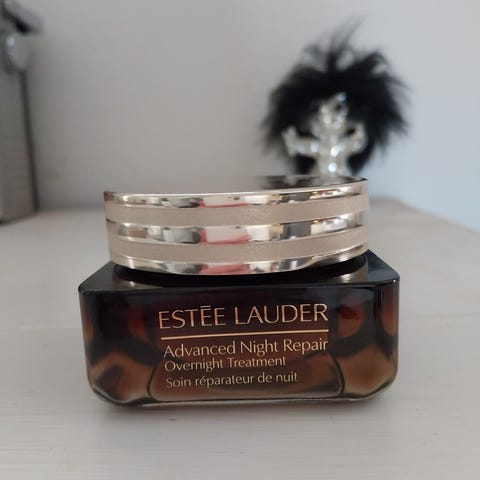 ESTĒE LAUDER
Advanced Night Repair
Overnight Treatment
Soin réparateur de nuit